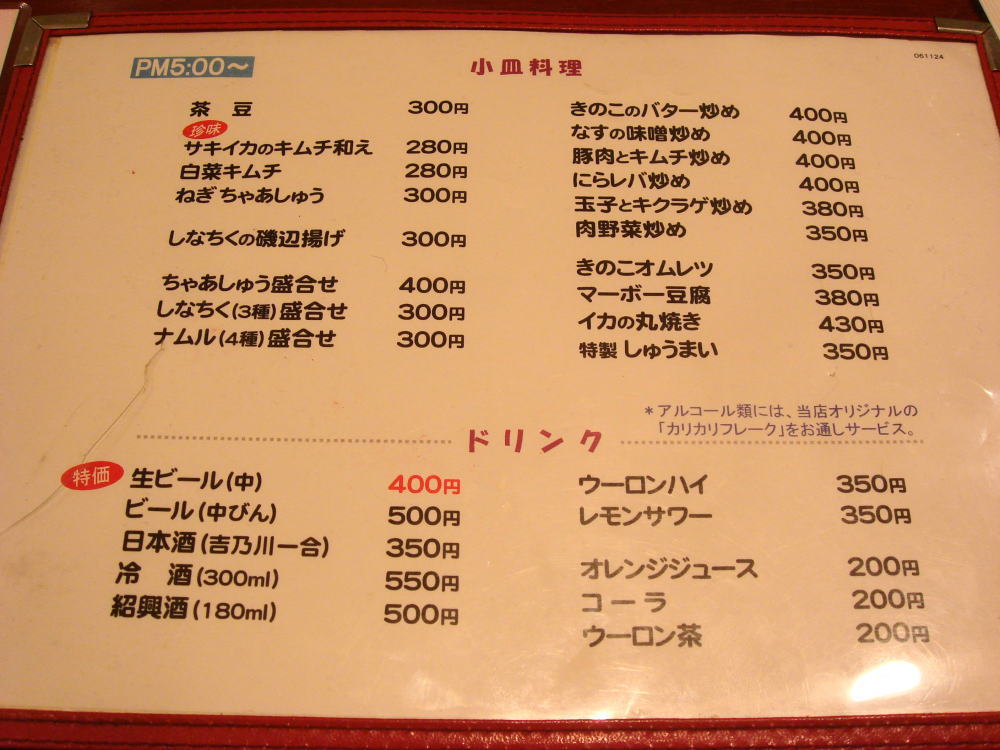 PM5:00～
小皿料理
061124
茶 豆 300円
珍味
サキイカのキムチ和え 280円
白菜キムチ 280円
ねぎちゃあしゅう 300円
しなちくの磯辺揚げ 300円
ちゃあしゅう盛合せ 400円
しなちく(3種)盛合せ 300円
ナムル(4種)盛合せ 300円
きのこのバター炒め 400円
なすの味噌炒め 400円
豚肉とキムチ炒め 400円
にらレバ炒め 400円
玉子とキクラゲ炒め 380円
肉野菜炒め 350円
きのこオムレツ 350円
マーボー豆腐 380円
イカの丸焼き 430円
特製しゅうまい 350円
＊アルコール類には、当店オリジナルの
「カリカリフレーク」をお通しサービス。
ドリンク
特価 生ビール(中) 400円
ビール(中びん) 500円
日本酒(吉乃川一合) 350円
冷 酒(300ml) 550円
紹興酒(180ml) 500円
ウーロンハイ 350円
レモンサワー 350円
オレンジジュース 200円
コーラ 200円
ウーロン茶 200円